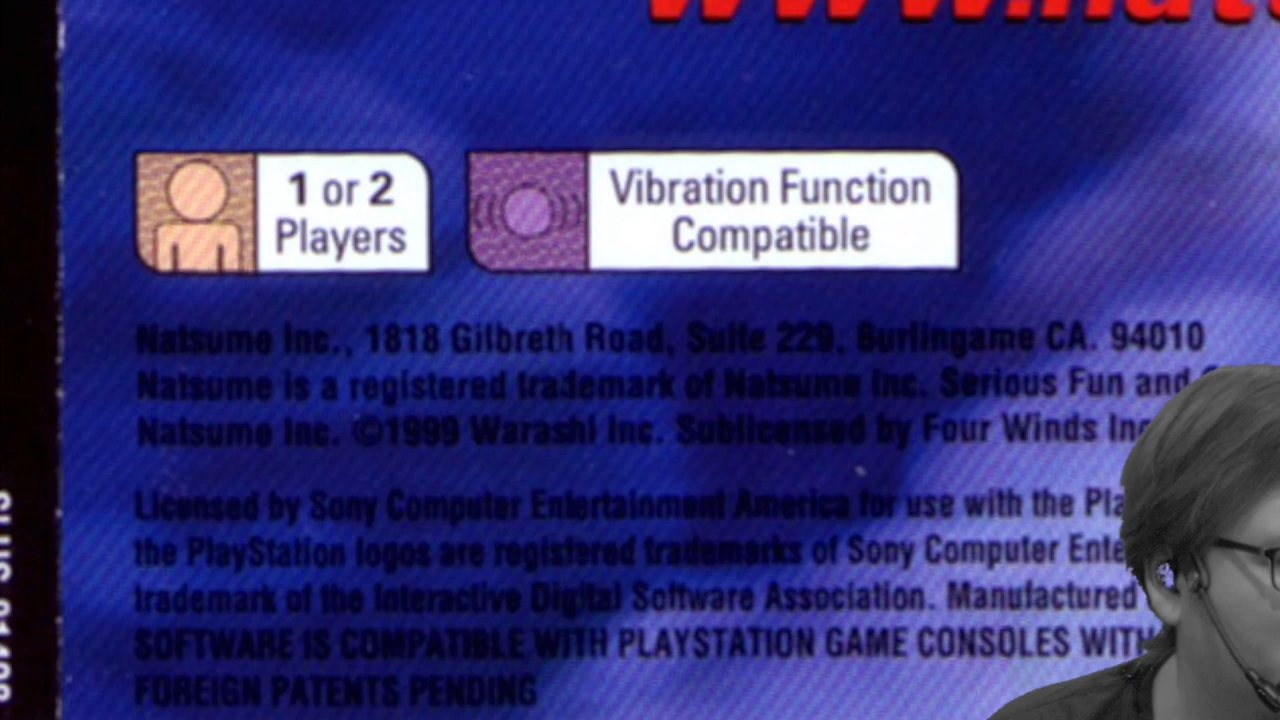 1 or 2
Players
Vibration Function
Compatible
Natsume Inc., 1818 Gilbreth Road, Suite 229, Burlingame CA. 94010
Natsume is a registered trademark of Natsume Inc. Serious Fun and
Natsume Inc. ©1999 Warashi Inc. Sublicensed by Four Winds Inc
Licensed by Sony Computer Entertainment America for use with the Pla
the PlayStation logos are registered trademarks of Sony Computer Ente
trademark of the Interactive Digital Software Association. Manufactured
SOFTWARE IS COMPATIBLE WITH PLAYSTATION GAME CONSOLES WITH
FOREIGN PATENTS PENDING